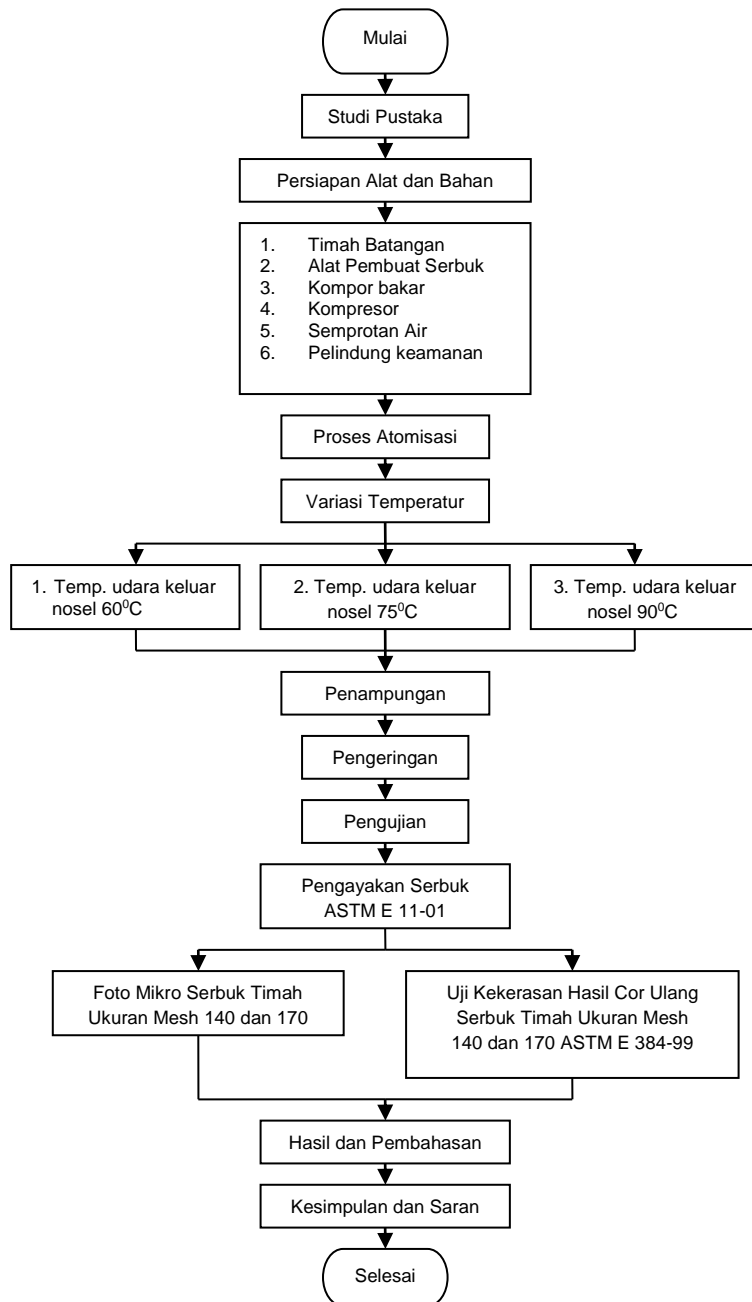 Mulai
Studi Pustaka
Persiapan Alat dan Bahan
1. Timah Batangan
2. Alat Pembuat Serbuk
3. Kompor bakar
4. Kompresor
5. Semprotan Air
6. Pelindung keamanan
Proses Atomisasi
Variasi Temperatur
1. Temp. udara keluar
nosel 60⁰C
2. Temp. udara keluar
nosel 75⁰C
3. Temp. udara keluar
nosel 90⁰C
Penampungan
Pengeringan
Pengujian
Pengayakan Serbuk
ASTM E 11-01
Foto Mikro Serbuk Timah
Ukuran Mesh 140 dan 170
Uji Kekerasan Hasil Cor Ulang
Serbuk Timah Ukuran Mesh
140 dan 170 ASTM E 384-99
Hasil dan Pembahasan
Kesimpulan dan Saran
Selesai